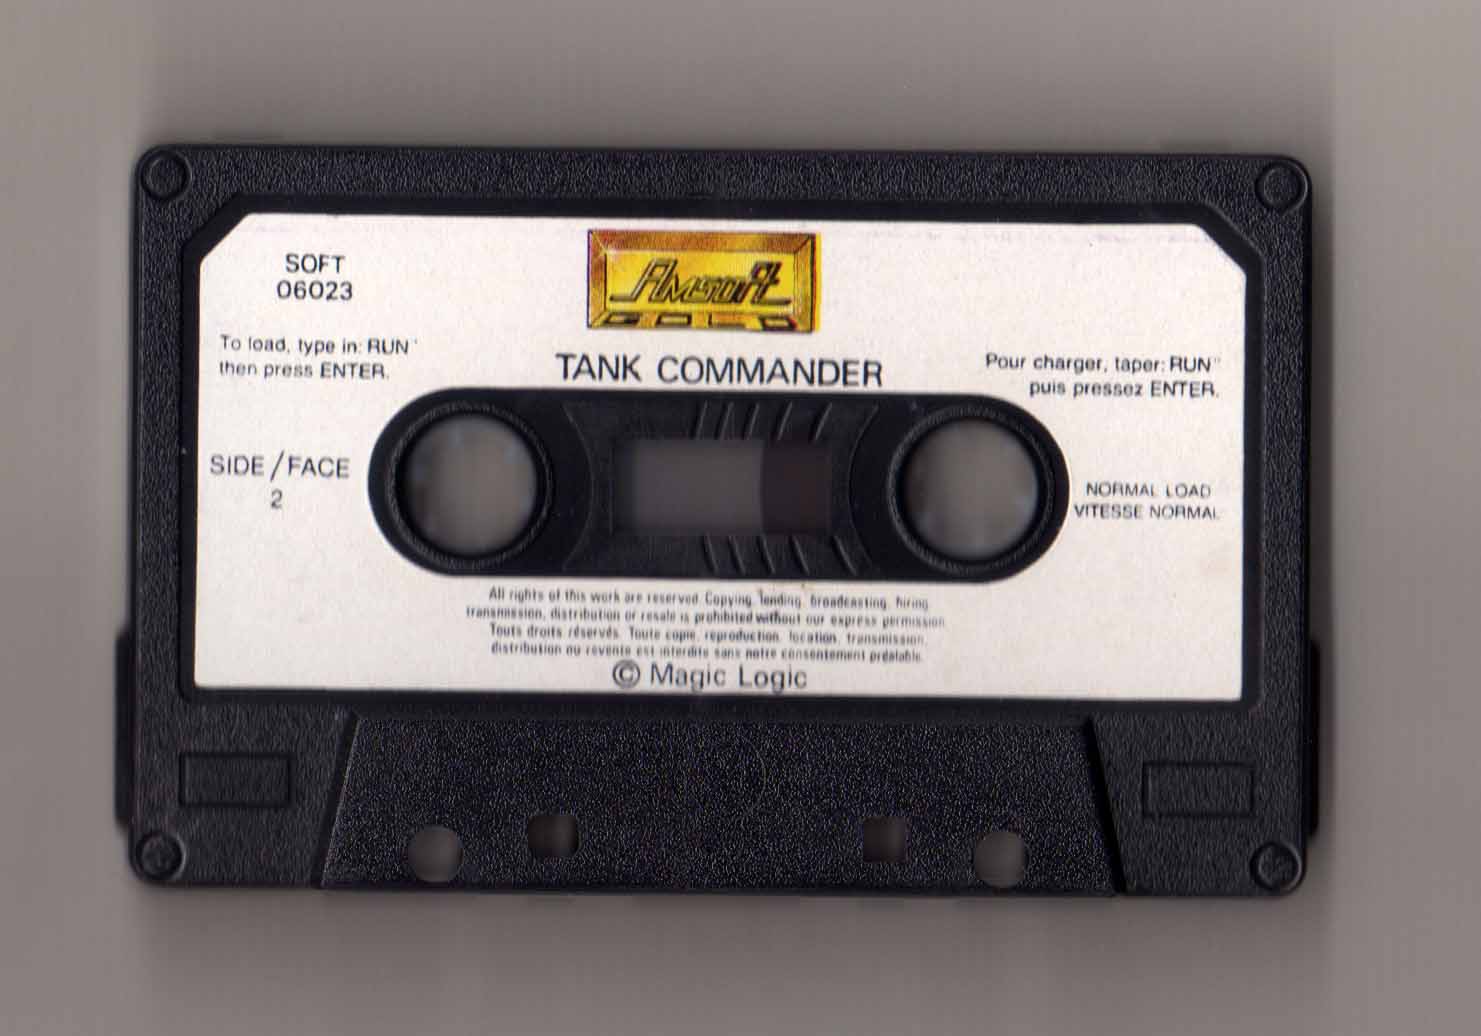 SOFT
06023
Amsoft
GOLD
To load, type in: RUN"
then press ENTER.
TANK COMMANDER
Pour charger, taper: RUN"
puis pressez ENTER.
SIDE/FACE
2
NORMAL LOAD
VITESSE NORMAL
All rights of this work are reserved. Copying, lending, broadcasting, hiring
transmission, distribution or resale is prohibited without our express permission
Touts droits réservés. Toute copie, reproduction, location, transmission,
distribution ou revente est interdite sans notre consentement préalable.
© Magic Logic